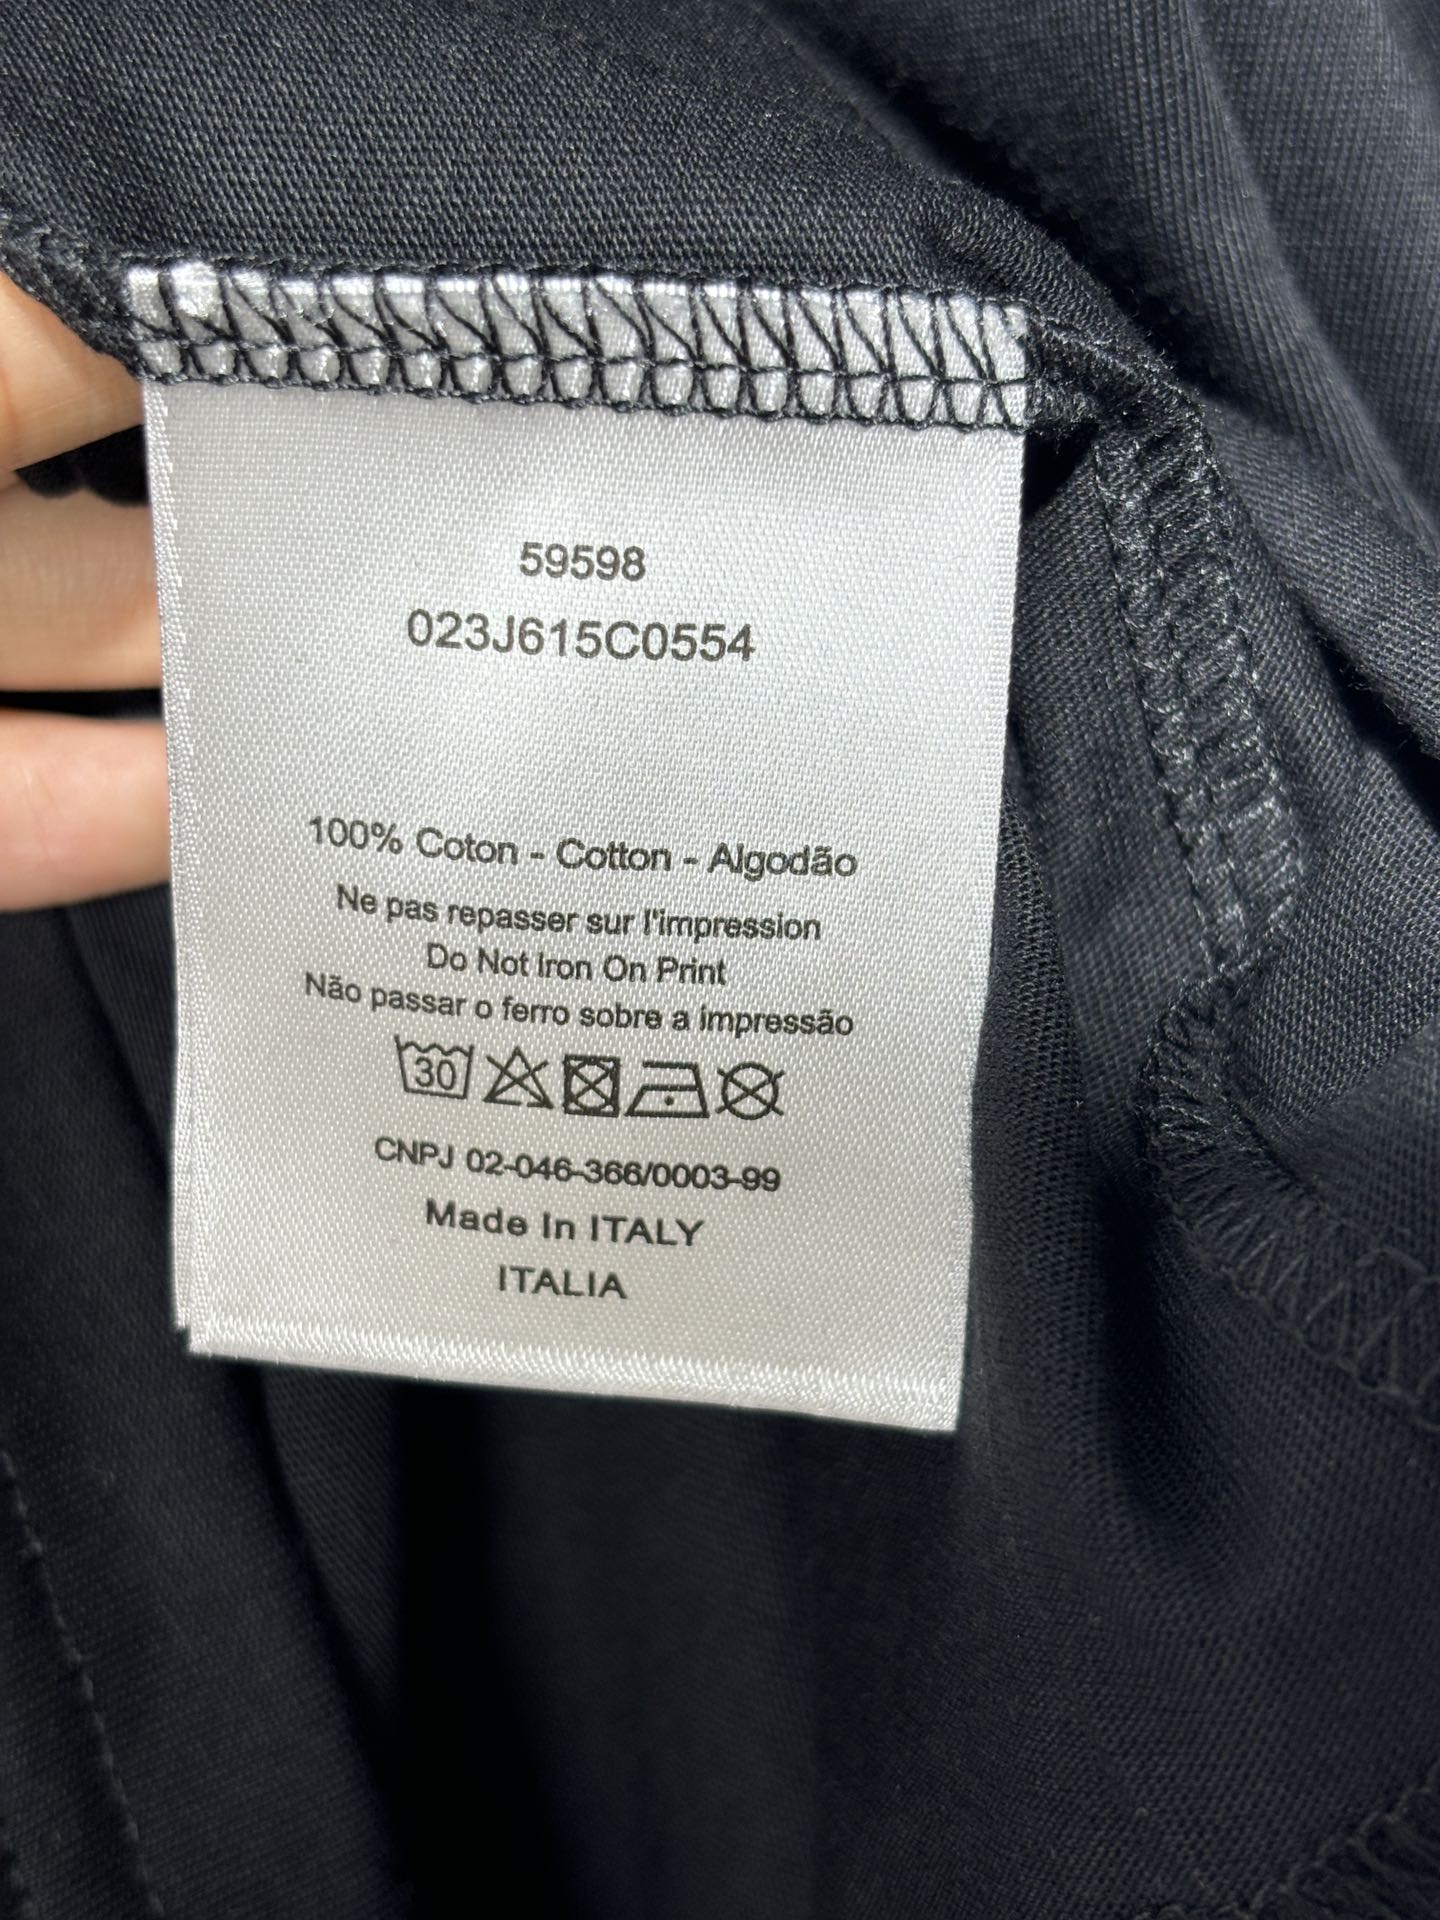 59598
023J615C0554
100% Coton - Cotton - Algodão
Ne pas repasser sur l'impression
Do Not Iron On Print
Não passar o ferro sobre a impressão
30
CNPJ 02-046-366/0003-99
Made In ITALY
ITALIA